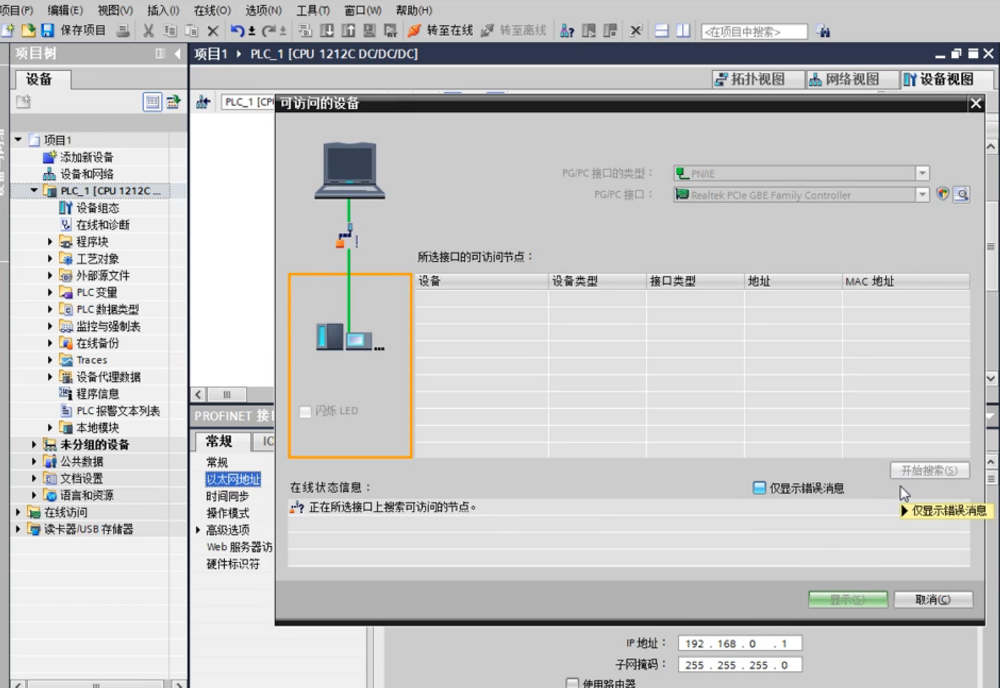 项目(P) 编辑(E) 视图(V) 插入(I) 在线(O) 选项(N) 工具(T) 窗口(W) 帮助(H)
保存项目 转至在线 转至离线 <在项目中搜索>
项目树
项目1 PLC_1 [CPU 1212C DC/DC/DC]
设备
拓扑视图 网络视图 设备视图
PLC_1 [CPU
可访问的设备
项目1
添加新设备
设备和网络
PLC_1 [CPU 1212C ...
设备组态
在线和诊断
程序块
工艺对象
外部源文件
PLC 变量
PLC 数据类型
监控与强制表
在线备份
Traces
设备代理数据
程序信息
PLC 报警文本列表
本地模块
未分组的设备
公共数据
文档设置
语言和资源
在线访问
读卡器/USB 存储器
PROFINET 接
常规 IO
常规
以太网地址
时间同步
操作模式
高级选项
Web 服务器访
硬件标识符
PG/PC 接口的类型： PN/IE
PG/PC 接口： Realtek PCIe GBE Family Controller
所选接口的可访问节点：
设备 设备类型 接口类型 地址 MAC 地址
闪烁 LED
开始搜索(S)
在线状态信息： 仅显示错误消息
正在所选接口上搜索可访问的节点。
仅显示错误消息
显示(S) 取消(C)
IP 地址： 192 . 168 . 0 . 1
子网掩码： 255 . 255 . 255 . 0
使用路由器